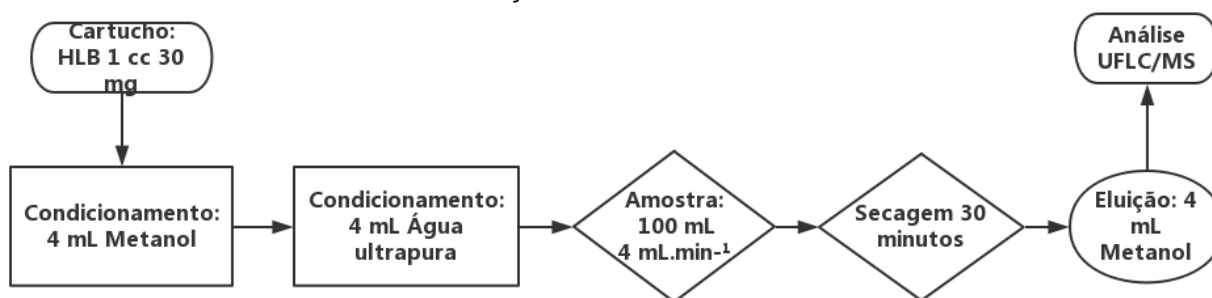 Cartucho:
HLB 1 cc 30
mg
Condicionamento:
4 mL Metanol
Condicionamento:
4 mL Água
ultrapura
Amostra:
100 mL
4 mL.min-¹
Secagem 30
minutos
Eluição: 4
mL
Metanol
Análise
UFLC/MS